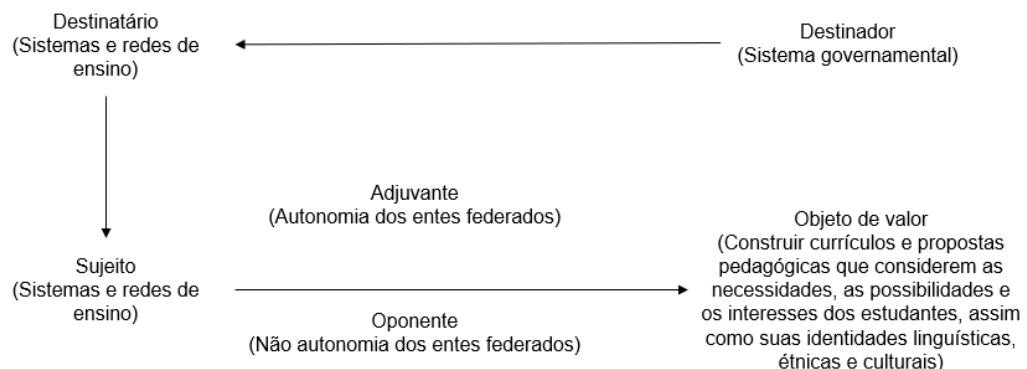 Destinatário
(Sistemas e redes de
ensino)
Destinador
(Sistema governamental)
Adjuvante
(Autonomia dos entes federados)
Sujeito
(Sistemas e redes de
ensino)
Oponente
(Não autonomia dos entes federados)
Objeto de valor
(Construir currículos e propostas
pedagógicas que considerem as
necessidades, as possibilidades e
os interesses dos estudantes, assim
como suas identidades linguísticas,
étnicas e culturais)